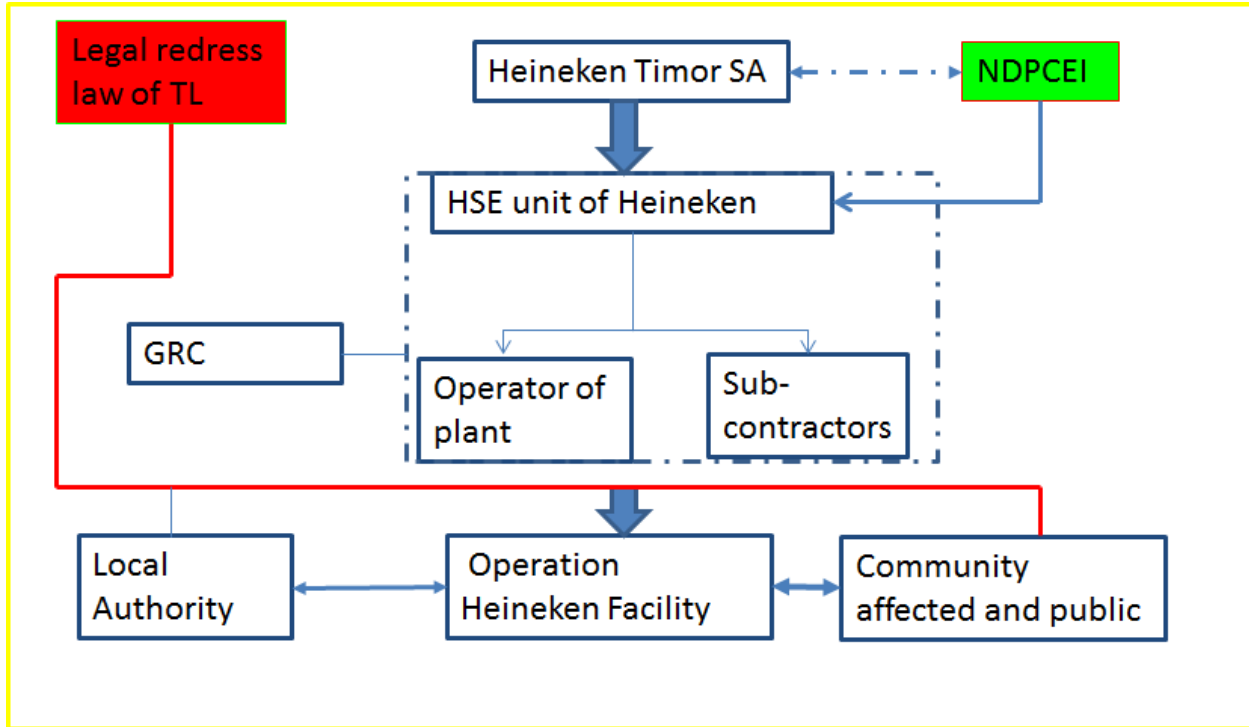 Legal redress
law of TL
Heineken Timor SA
NDPCEI
HSE unit of Heineken
GRC
Operator of
plant
Sub-
contractors
Local
Authority
Operation
Heineken Facility
Community
affected and public